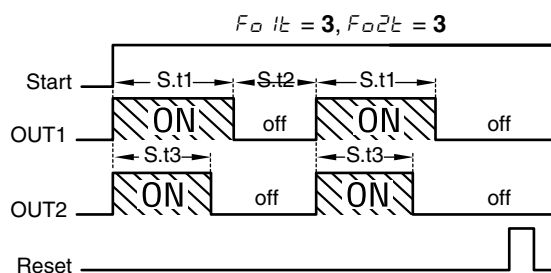 Fo1t = 3, Fo2t = 3
Start
S.t1 S.t2 S.t1
OUT1 ON off ON off
S.t3 S.t3
OUT2 ON off ON off
Reset